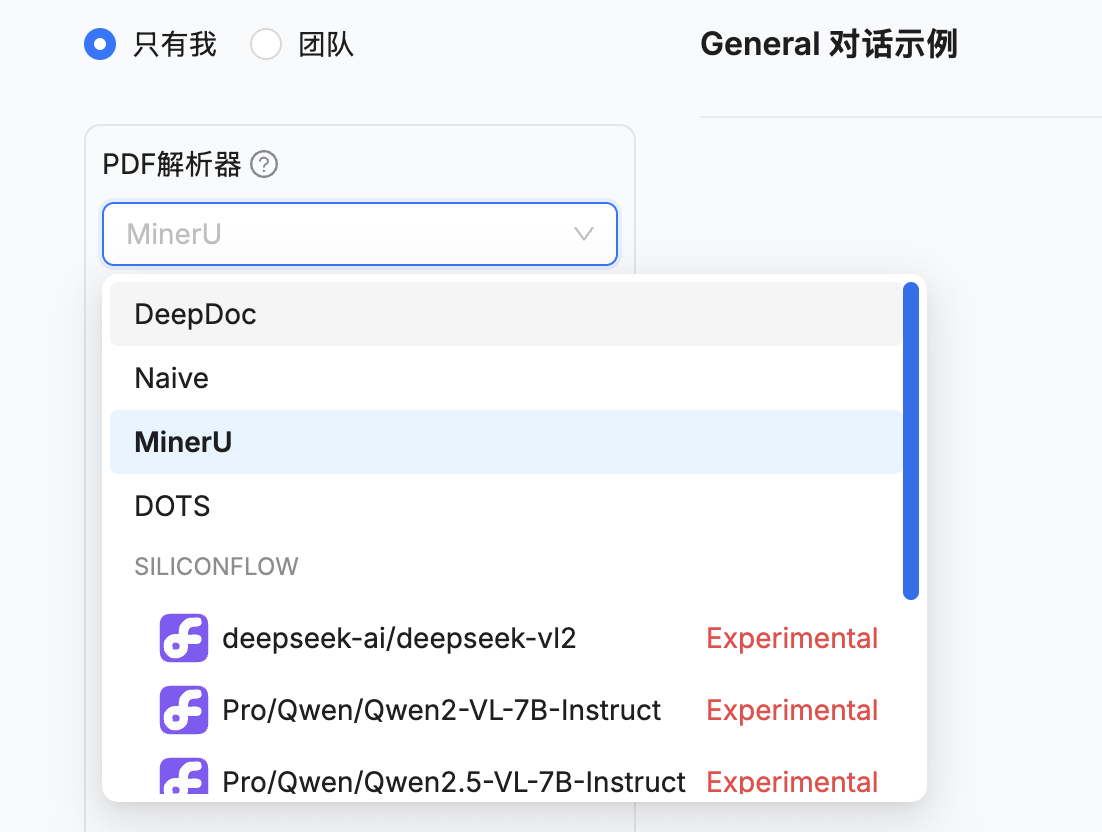 只有我 团队
General 对话示例
PDF解析器 ?
MinerU
DeepDoc
Naive
MinerU
DOTS
SILICONFLOW
deepseek-ai/deepseek-vl2 Experimental
Pro/Qwen/Qwen2-VL-7B-Instruct Experimental
Pro/Qwen/Qwen2.5-VL-7B-Instruct Experimental